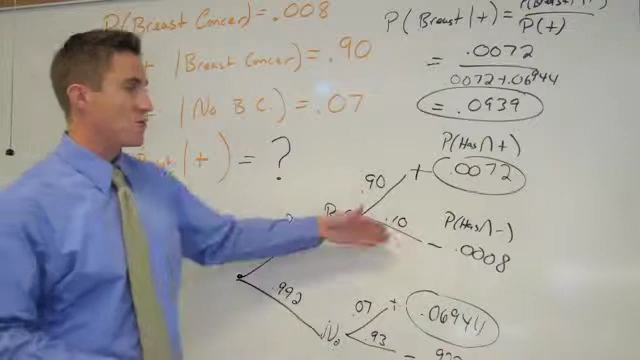 P(Breast Cancer) = .008
+ | Breast Cancer) = .90
+ | No B.C.) = .07
| +) = ?
P(Breast | +) =
P(+)
= .0072
.0072 + .06944
= .0939
P(Has ∩ +)
.90 + .0072
P(Has ∩ -)
.10 - .0008
.992
No
.07 + .06944
.93 -